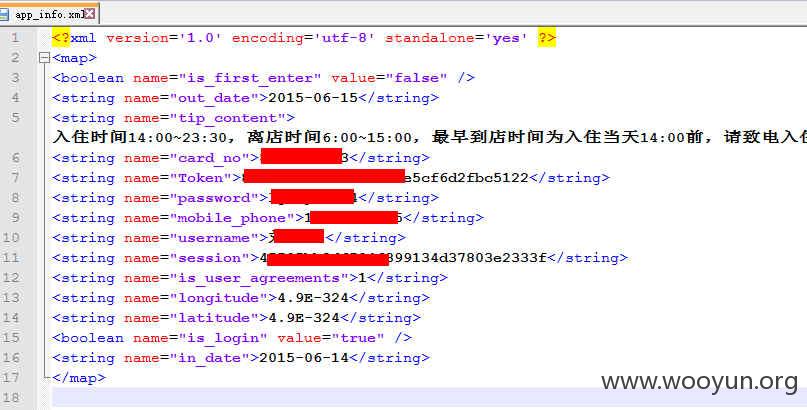 app_info.xml
1 <?xml version='1.0' encoding='utf-8' standalone='yes' ?>
2 <map>
3 <boolean name="is_first_enter" value="false" />
4 <string name="out_date">2015-06-15</string>
5 <string name="tip_content">
入住时间14:00~23:30，离店时间6:00~15:00，最早到店时间为入住当天14:00前，请致电入住
6 <string name="card_no">3</string>
7 <string name="Token">e5cf6d2fbc5122</string>
8 <string name="password">4</string>
9 <string name="mobile_phone">1 6</string>
10 <string name="username"></string>
11 <string name="session">4 899134d37803e2333f</string>
12 <string name="is_user_agreements">1</string>
13 <string name="longitude">4.9E-324</string>
14 <string name="latitude">4.9E-324</string>
15 <boolean name="is_login" value="true" />
16 <string name="in_date">2015-06-14</string>
17 </map>
18
www.wooyun.org